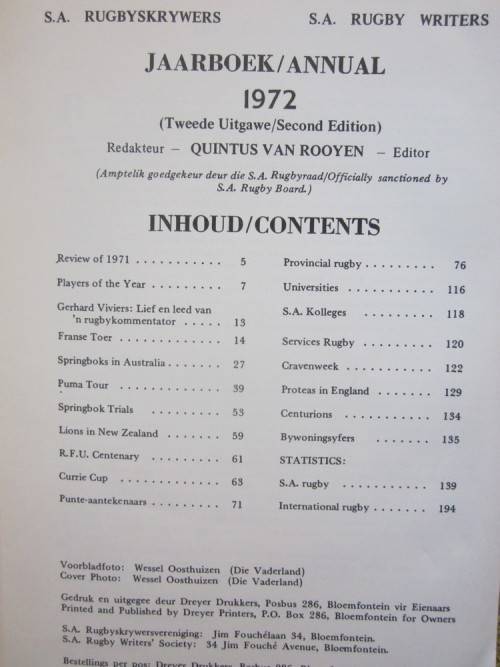 S.A. RUGBYSKRYWERS S.A. RUGBY WRITERS
JAARBOEK/ANNUAL
1972
(Tweede Uitgawe/Second Edition)
Redakteur – QUINTUS VAN ROOYEN – Editor
(Amptelik goedgekeur deur die S.A. Rugbyraad/Officially sanctioned by
S.A. Rugby Board.)
INHOUD/CONTENTS
Review of 1971 . . . . . . . . . . . 5
Players of the Year . . . . . . . . . 7
Gerhard Viviers: Lief en leed van
'n rugbykommentator . . . . . 13
Franse Toer . . . . . . . . . . . 14
Springboks in Australia . . . . . . . 27
Puma Tour . . . . . . . . . . . 39
Springbok Trials . . . . . . . . . 53
Lions in New Zealand . . . . . . . 59
R.F.U. Centenary . . . . . . . . 61
Currie Cup . . . . . . . . . . . 63
Punte-aantekenaars . . . . . . . . 71
Provincial rugby . . . . . . . . . 76
Universities . . . . . . . . . . 116
S.A. Kolleges . . . . . . . . . 118
Services Rugby . . . . . . . . . 120
Cravenweek . . . . . . . . . . 122
Proteas in England . . . . . . . . 129
Centurions . . . . . . . . . . 134
Bywoningsyfers . . . . . . . 135
STATISTICS:
S.A. rugby . . . . . . . . . . 139
International rugby . . . . . . . 194
Voorbladfoto: Wessel Oosthuizen (Die Vaderland)
Cover Photo: Wessel Oosthuizen (Die Vaderland)
Gedruk en uitgegee deur Dreyer Drukkers, Posbus 286, Bloemfontein vir Eienaars
Printed and Published by Dreyer Printers, P.O. Box 286, Bloemfontein for Owners
S.A. Rugbyskrywersvereniging: Jim Fouchélaan 34, Bloemfontein.
S.A. Rugby Writers' Society: 34 Jim Fouché Avenue, Bloemfontein.
Bestellings per pos: Dreyer Drukkers, Posbus 286,